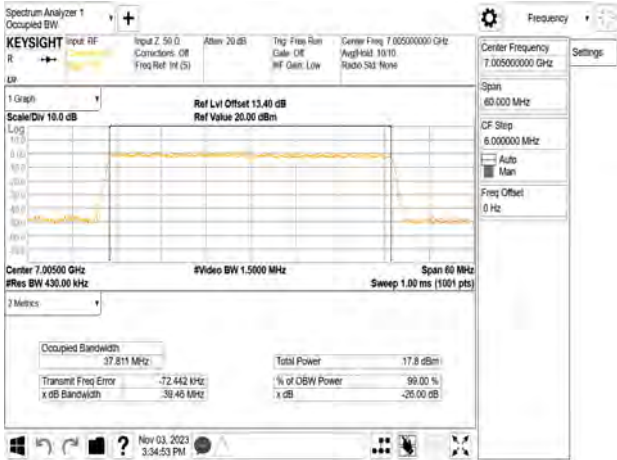 Spectrum Analyzer 1
Occupied BW
+
Frequency
KEYSIGHT
Input: RF
R
Input Z: 50 Ω
Corrections: Off
Freq Ref: Int (S)
Atten: 20 dB
Trig: Free Run
Gate: Off
#IF Gain: Low
Center Freq: 7.005000000 GHz
Avg|Hold: 10/10
Radio Std: None
Center Frequency
7.005000000 GHz
Settings
Span
60.000 MHz
CF Step
6.000000 MHz
Auto
Man
Freq Offset
0 Hz
1 Graph
Scale/Div 10.0 dB
Ref Lvl Offset 13.40 dB
Ref Value 20.00 dBm
Log
10.0
0.00
Center 7.00500 GHz
#Res BW 430.00 kHz
#Video BW 1.5000 MHz
Span 60 MHz
Sweep 1.00 ms (1001 pts)
2 Metrics
Occupied Bandwidth
37.811 MHz
Total Power 17.8 dBm
Transmit Freq Error -72.442 kHz
% of OBW Power 99.00 %
x dB Bandwidth 39.46 MHz
x dB -26.00 dB
?
Nov 03, 2023
3:34:53 PM